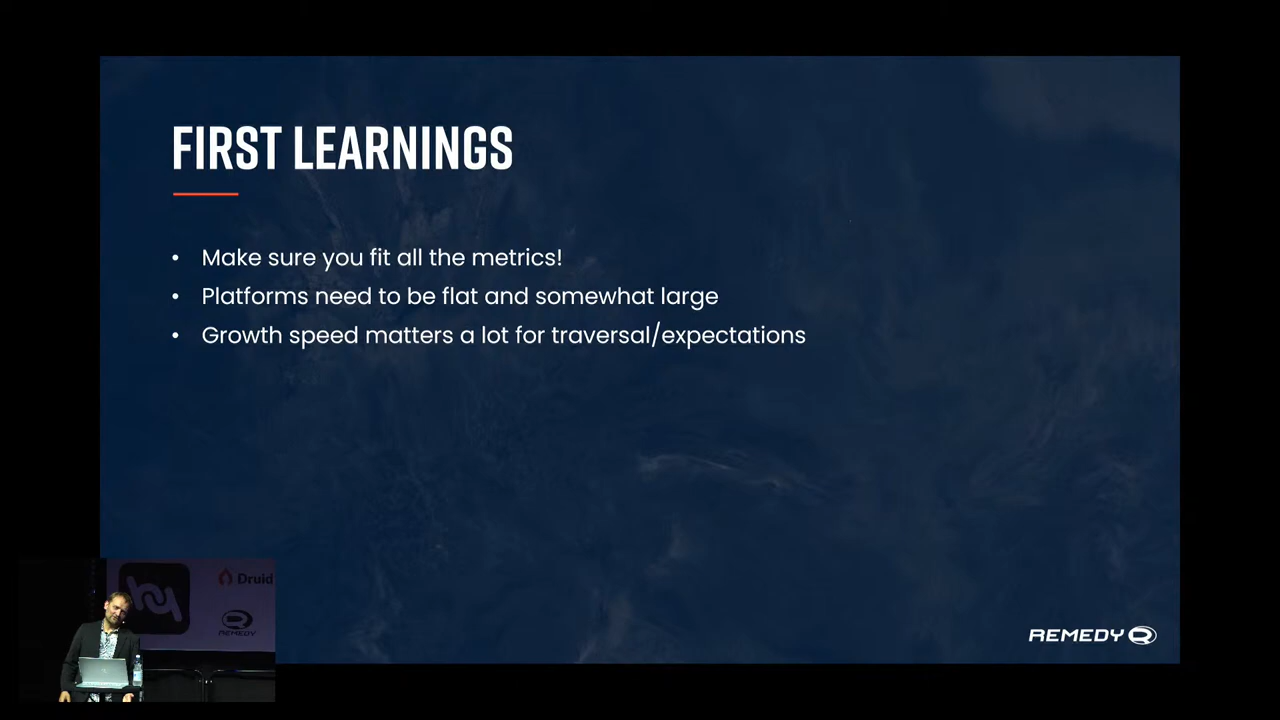 FIRST LEARNINGS
• Make sure you fit all the metrics!
• Platforms need to be flat and somewhat large
• Growth speed matters a lot for traversal/expectations
Druid
REMEDY
REMEDY